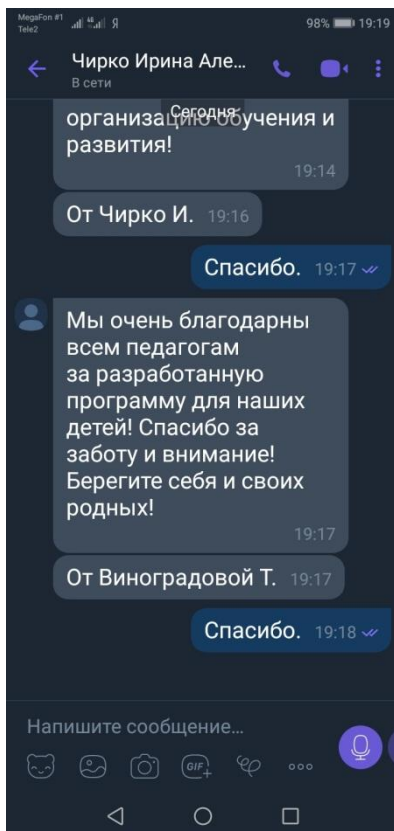 MegaFon #1
Tele2
Я
98%
19:19
Чирко Ирина Але...
В сети
Сегодня
организацию обучения и
развития!
19:14
От Чирко И. 19:16
Спасибо. 19:17
Мы очень благодарны
всем педагогам
за разработанную
программу для наших
детей! Спасибо за
заботу и внимание!
Берегите себя и своих
родных!
19:17
От Виноградовой Т. 19:17
Спасибо. 19:18
Напишите сообщение...
GIF